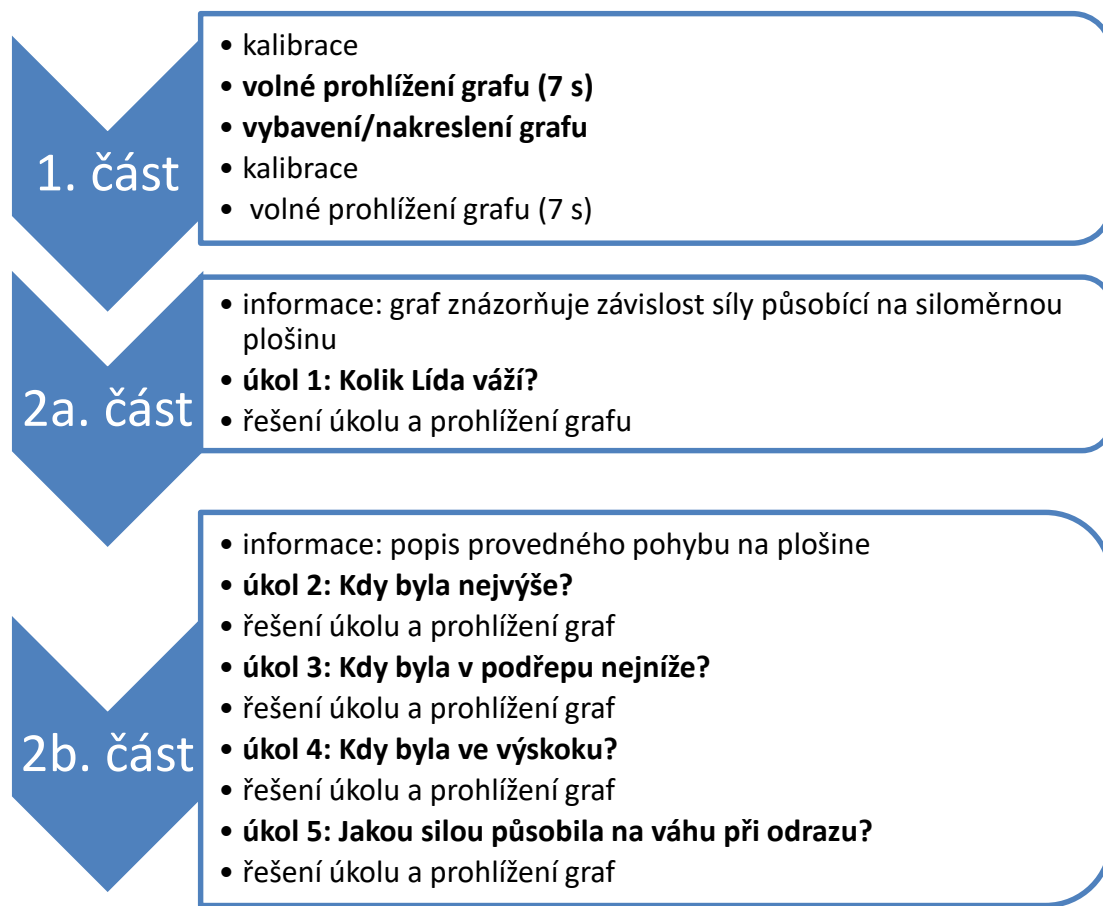 1. část
• kalibrace
• volné prohlížení grafu (7 s)
• vybavení/nakreslení grafu
• kalibrace
• volné prohlížení grafu (7 s)
2a. část
• informace: graf znázorňuje závislost síly působící na siloměrnou
plošinu
• úkol 1: Kolik Lída váží?
• řešení úkolu a prohlížení grafu
2b. část
• informace: popis provedného pohybu na plošine
• úkol 2: Kdy byla nejvýše?
• řešení úkolu a prohlížení graf
• úkol 3: Kdy byla v podřepu nejníže?
• řešení úkolu a prohlížení graf
• úkol 4: Kdy byla ve výskoku?
• řešení úkolu a prohlížení graf
• úkol 5: Jakou silou působila na váhu při odrazu?
• řešení úkolu a prohlížení graf